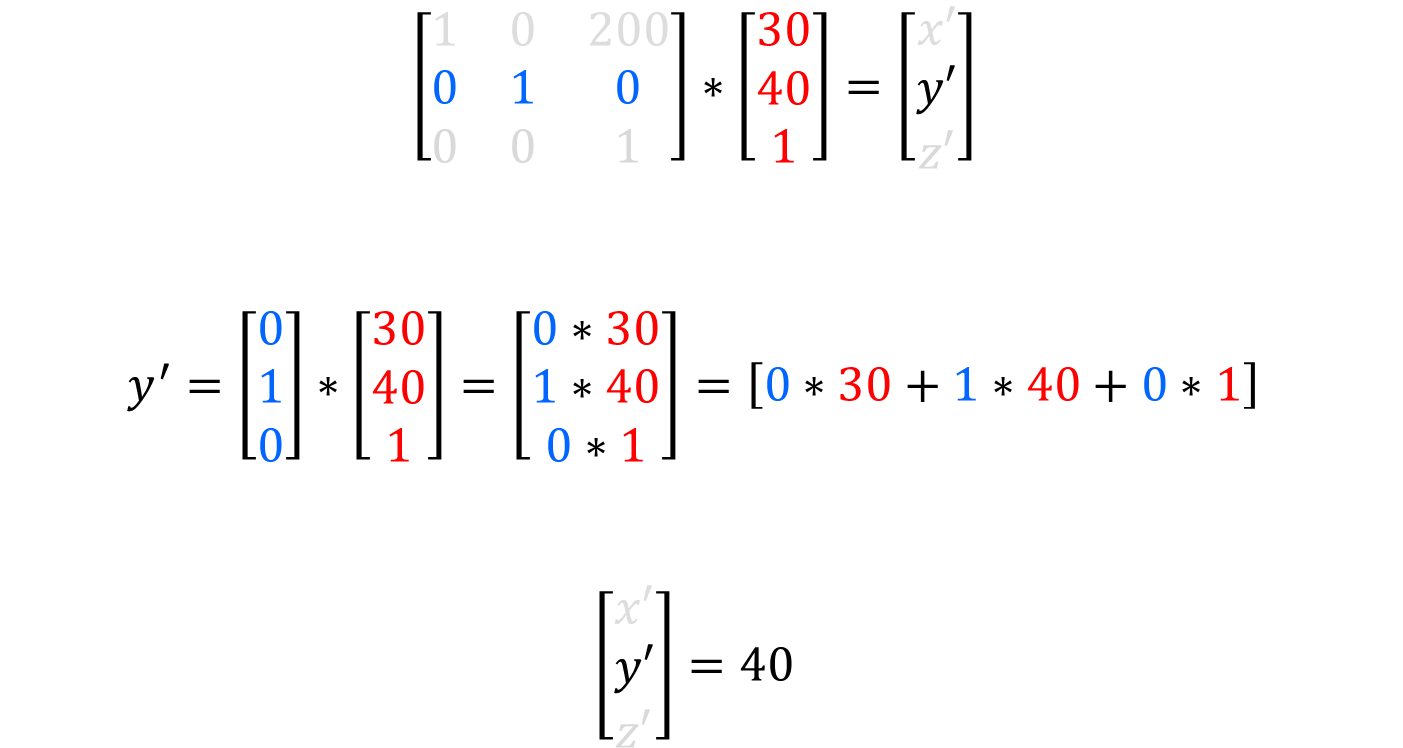 1 0 200 30 x′
0 1 0 * 40 = y′
0 0 1 1 z′
0 30 0 * 30
y′ = 1 * 40 = 1 * 40 = [0 * 30 + 1 * 40 + 0 * 1]
0 1 0 * 1
x′
y′ = 40
z′